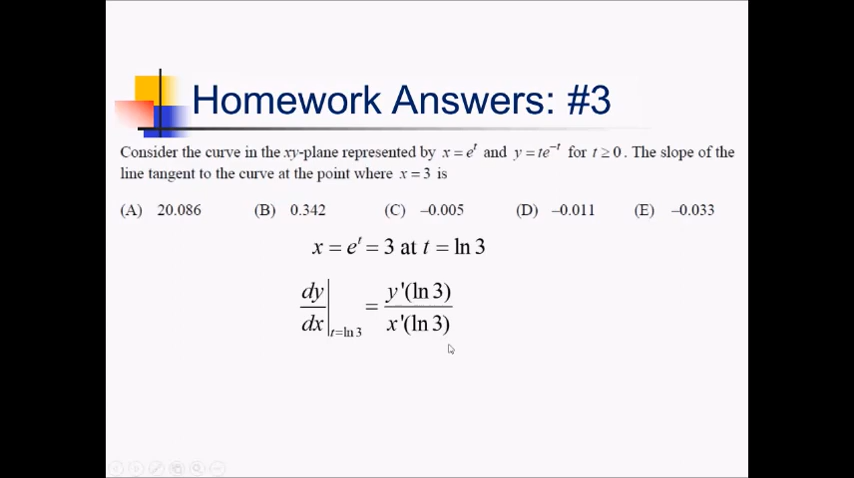 Homework Answers: #3
Consider the curve in the xy-plane represented by x = e^t and y = te^{-t} for t ≥ 0. The slope of the
line tangent to the curve at the point where x = 3 is
(A) 20.086 (B) 0.342 (C) –0.005 (D) –0.011 (E) –0.033
x = e^t = 3 at t = ln 3
dy/dx |_{t=ln 3} = y'(ln 3) / x'(ln 3)